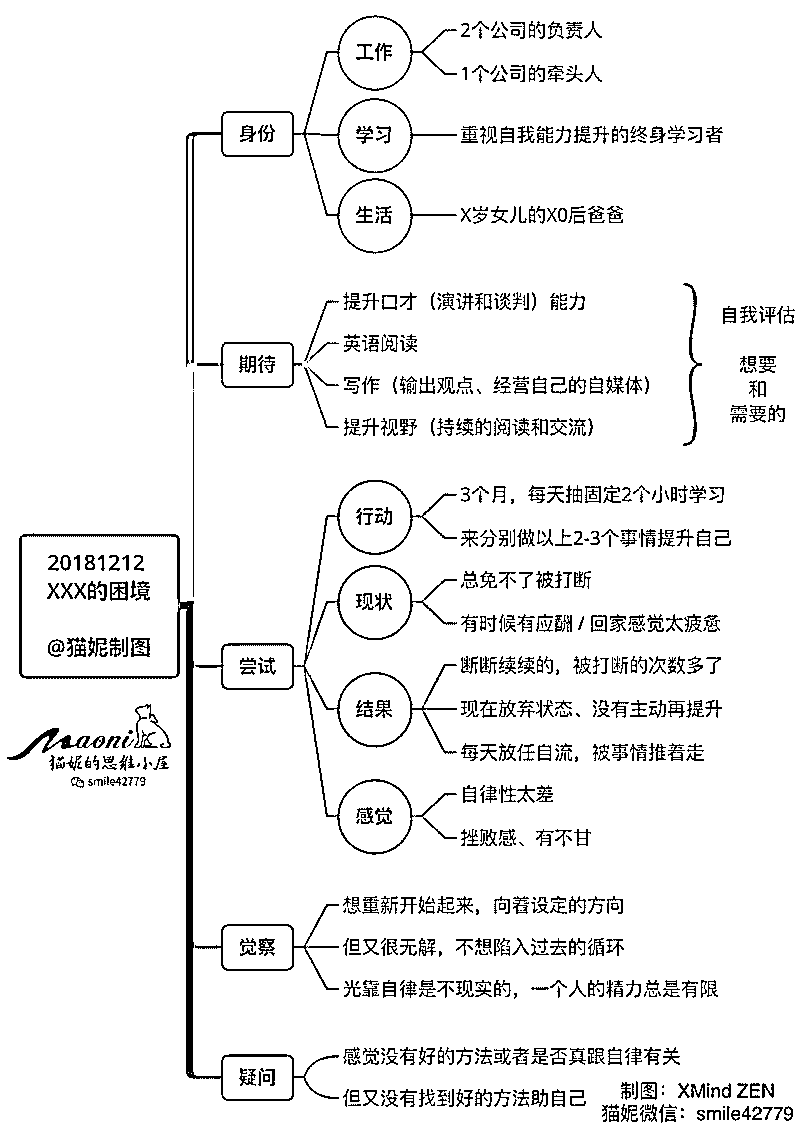 工作
2个公司的负责人
1个公司的牵头人
身份
学习
重视自我能力提升的终身学习者
生活
X岁女儿的X0后爸爸
期待
提升口才（演讲和谈判）能力
英语阅读
写作（输出观点、经营自己的自媒体）
提升视野（持续的阅读和交流）
自我评估
想要
和
需要的
20181212
XXX的困境
@猫妮制图
Maoni
猫妮的思维小屋
smile42779
尝试
行动
3个月，每天抽固定2个小时学习
来分别做以上2-3个事情提升自己
现状
总免不了被打断
有时候有应酬 / 回家感觉太疲惫
结果
断断续续的，被打断的次数多了
现在放弃状态、没有主动再提升
每天放任自流，被事情推着走
感觉
自律性太差
挫败感、有不甘
觉察
想重新开始起来，向着设定的方向
但又很无解，不想陷入过去的循环
光靠自律是不现实的，一个人的精力总是有限
疑问
感觉没有好的方法或者是否真跟自律有关
但又没有找到好的方法助自己
制图：XMind ZEN
猫妮微信：smile42779